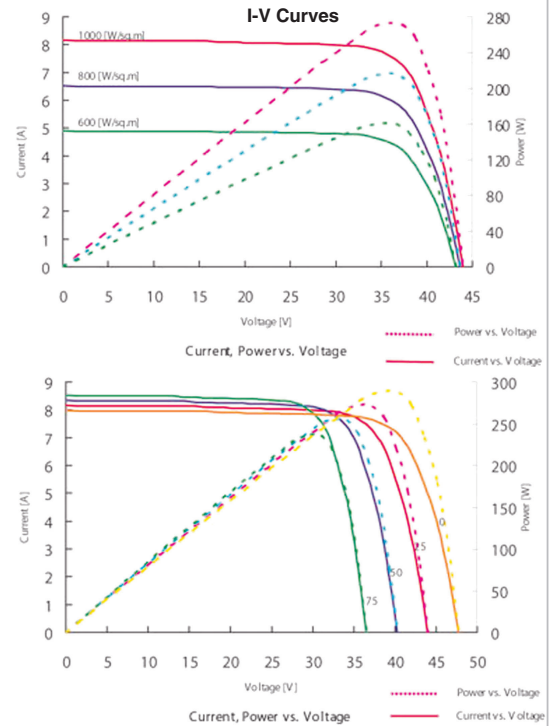 I-V Curves
9
8
7
6
5
4
3
2
1
0
Current [A]
1000 [W/sq.m]
800 [W/sq.m]
600 [W/sq.m]
280
240
200
160
120
80
40
0
Power [W]
0 5 10 15 20 25 30 35 40 45
Voltage [V]
Power vs. Voltage
Current, Power vs. Voltage
Current vs. Voltage
9
8
7
6
5
4
3
2
1
0
Current [A]
300
250
200
150
100
50
0
Power [W]
0
25
50
75
0 5 10 15 20 25 30 35 40 45 50
Voltage [V]
Power vs. Voltage
Current, Power vs. Voltage
Current vs. Voltage